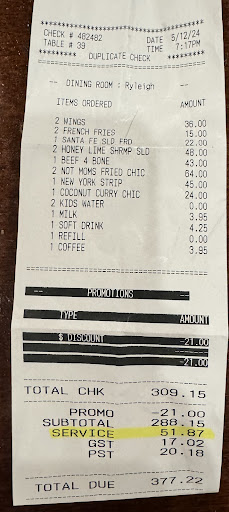 CHECK # 482482 DATE 5/12/24
TABLE # 39 TIME 7:17PM
DUPLICATE CHECK
-- DINING ROOM : Ryleigh --
ITEMS ORDERED AMOUNT
2 WINGS 36.00
2 FRENCH FRIES 15.00
1 SANTA FE SLD FRD 22.00
2 HONEY LIME SHRMP SLD 48.00
1 BEEF 4 BONE 43.00
2 NOT MOMS FRIED CHIC 64.00
1 NEW YORK STRIP 45.00
1 COCONUT CURRY CHIC 24.00
2 KIDS WATER 0.00
1 MILK 3.95
1 SOFT DRINK 4.25
1 REFILL 0.00
1 COFFEE 3.95
-- PROMOTIONS --
TYPE AMOUNT
$ DISCOUNT -21.00
-21.00
TOTAL CHK 309.15
PROMO -21.00
SUBTOTAL 288.15
SERVICE 51.87
GST 17.02
PST 20.18
TOTAL DUE 377.22